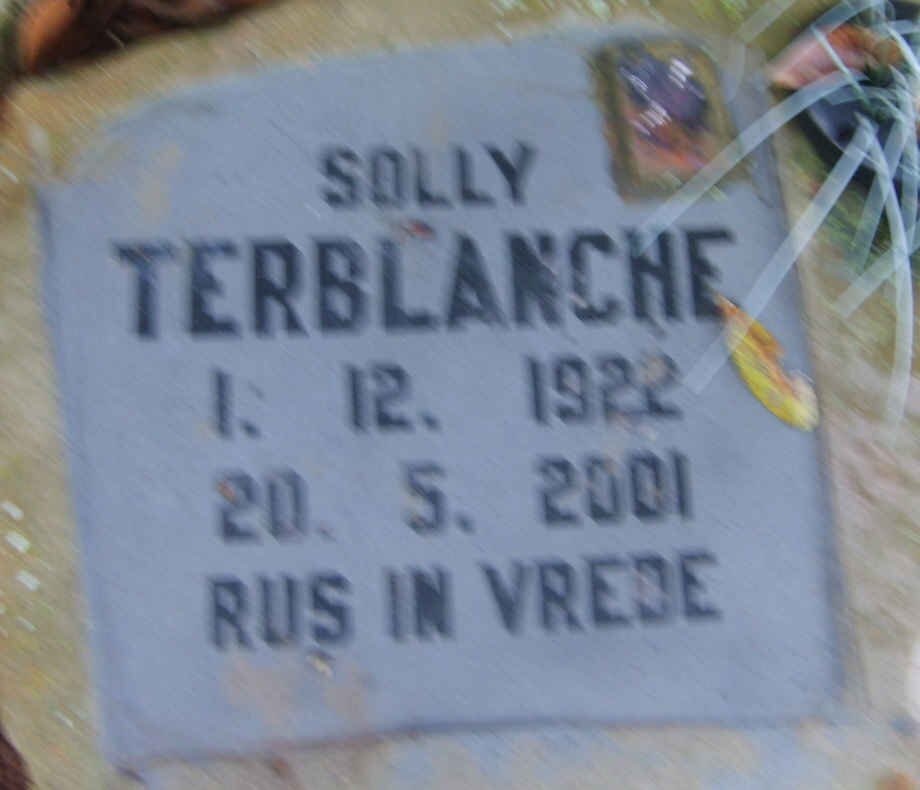 SOLLY
TERBLANCHE
1. 12. 1922
20. 5. 2001
RUS IN VREDE